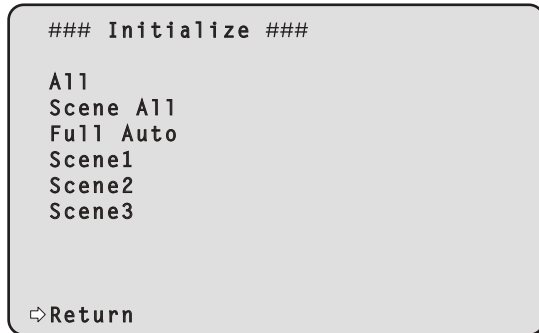 ### Initialize ###
All
Scene All
Full Auto
Scene1
Scene2
Scene3
⇨Return